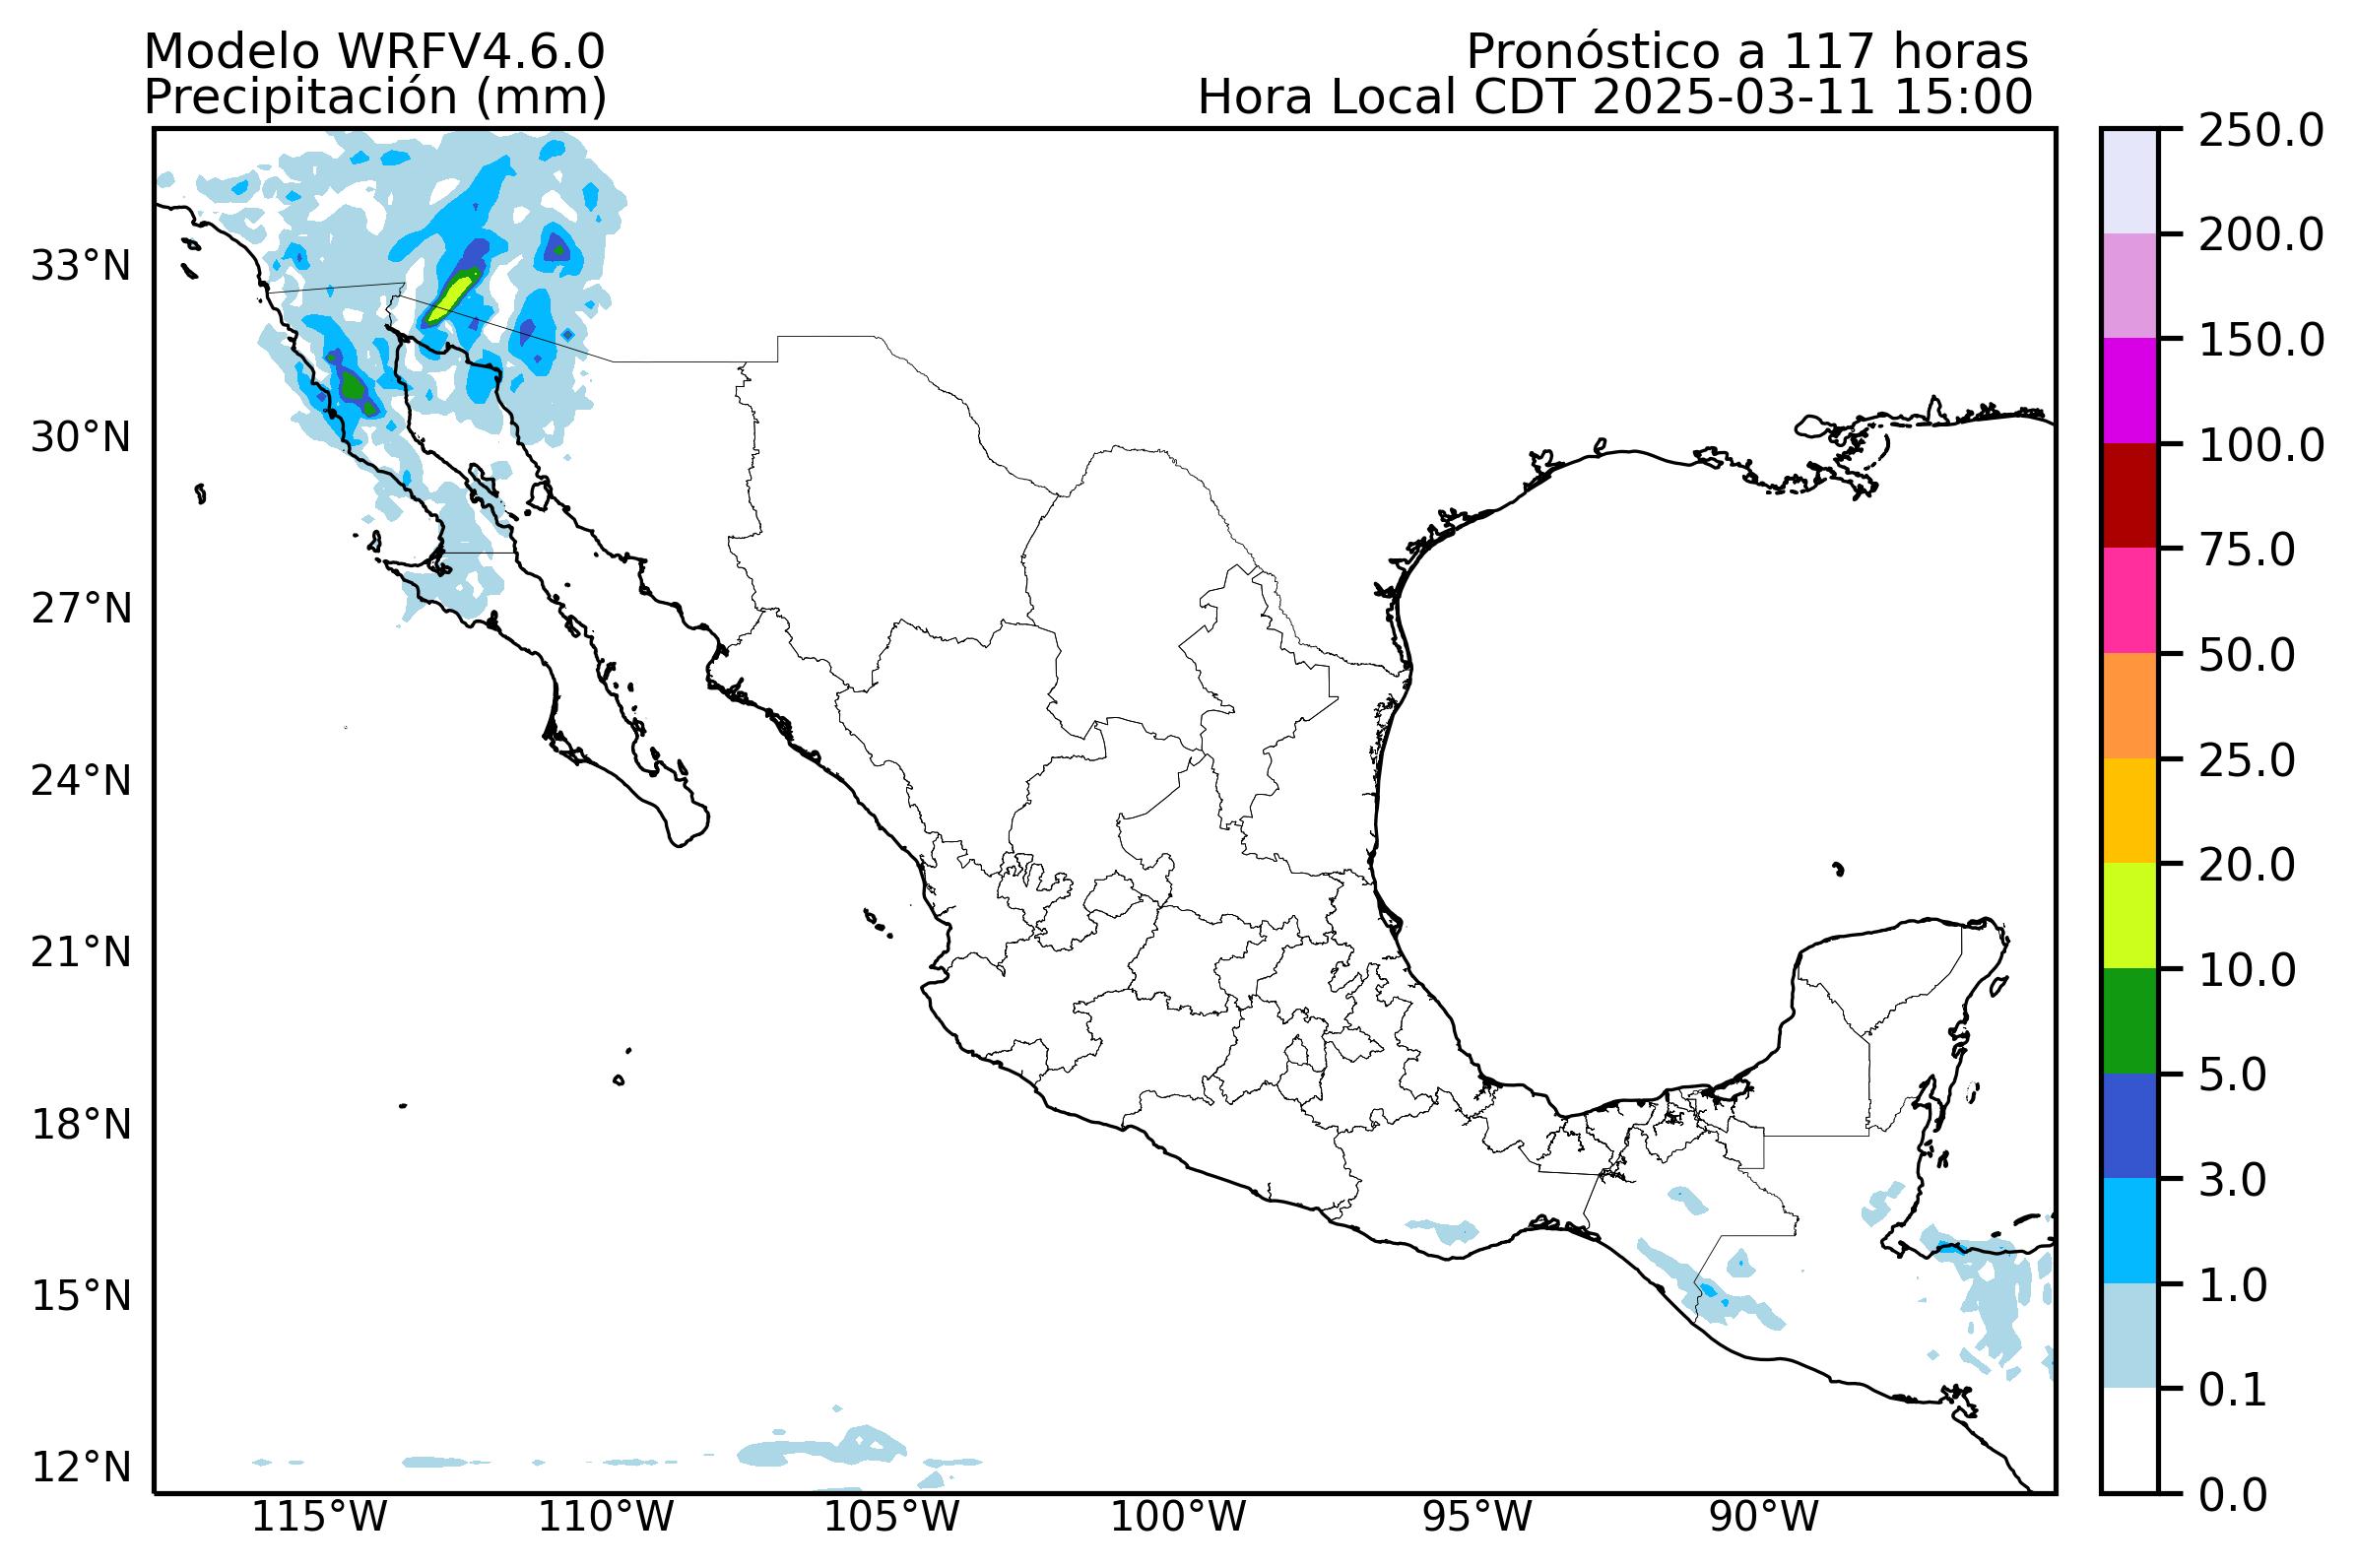 Modelo WRFV4.6.0
Pronóstico a 117 horas
Precipitación (mm)
Hora Local CDT 2025-03-11 15:00
250.0
200.0
150.0
100.0
75.0
50.0
25.0
20.0
10.0
5.0
3.0
1.0
0.1
0.0
33°N
30°N
27°N
24°N
21°N
18°N
15°N
12°N
115°W
110°W
105°W
100°W
95°W
90°W